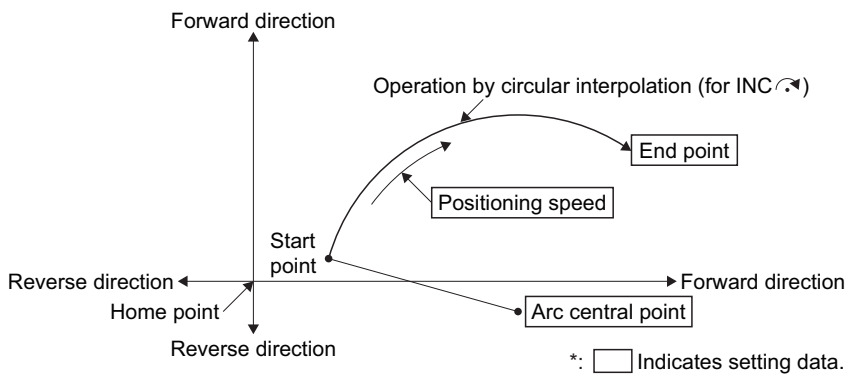 Forward direction
Operation by circular interpolation (for INC )
End point
Positioning speed
Start
point
Reverse direction
Forward direction
Home point
Arc central point
Reverse direction
*: Indicates setting data.